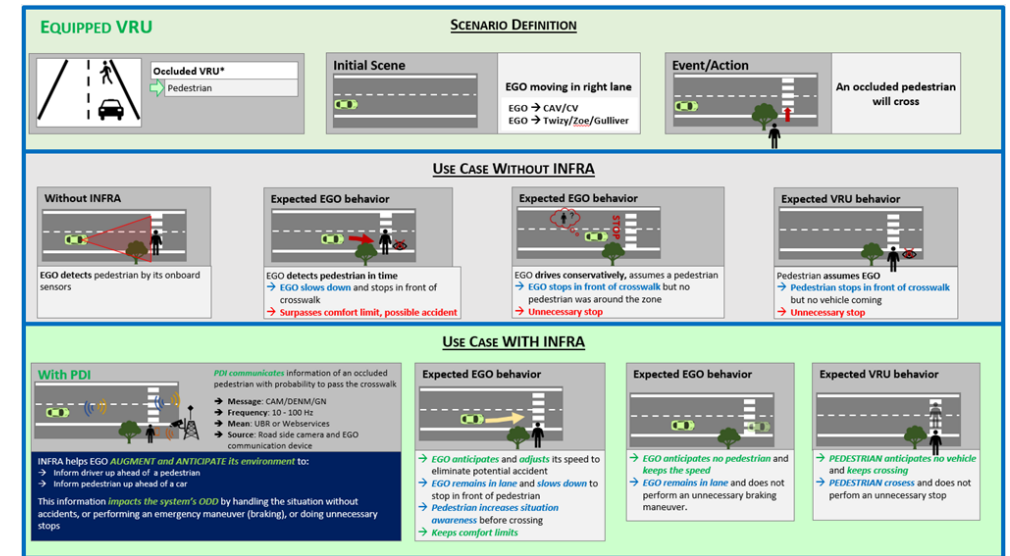 EQUIPPED VRU
SCENARIO DEFINITION
Occluded VRU*
Pedestrian
Initial Scene
EGO moving in right lane
EGO → CAV/CV
EGO → Twizy/Zoe/Gulliver
Event/Action
An occluded pedestrian
will cross
USE CASE WITHOUT INFRA
Without INFRA
EGO detects pedestrian by its onboard
sensors
Expected EGO behavior
EGO detects pedestrian in time
→ EGO slows down and stops in front of
crosswalk
→ Surpasses comfort limit, possible accident
Expected EGO behavior
?
STOP
EGO drives conservatively, assumes a pedestrian
→ EGO stops in front of crosswalk but no
pedestrian was around the zone
→ Unnecessary stop
Expected VRU behavior
Pedestrian assumes EGO
→ Pedestrian stops in front of crosswalk
but no vehicle coming
→ Unnecessary stop
USE CASE WITH INFRA
With PDI
PDI communicates information of an occluded
pedestrian with probability to pass the crosswalk
→ Message: CAM/DENM/GN
→ Frequency: 10 - 100 Hz
→ Mean: UBR or Webservices
→ Source: Road side camera and EGO
communication device
INFRA helps EGO AUGMENT and ANTICIPATE its environment to:
→ Inform driver up ahead of a pedestrian
→ Inform pedestrian up ahead of a car
This information impacts the system's ODD by handling the situation without
accidents, or performing an emergency maneuver (braking), or doing unnecessary
stops
Expected EGO behavior
→ EGO anticipates and adjusts its speed to
eliminate potential accident
→ EGO remains in lane and slows down to
stop in front of pedestrian
→ Pedestrian increases situation
awareness before crossing
→ Keeps comfort limits
Expected EGO behavior
→ EGO anticipates no pedestrian and
keeps the speed
→ EGO remains in lane and does not
perform an unnecessary braking
maneuver.
Expected VRU behavior
→ PEDESTRIAN anticipates no vehicle
and keeps crossing
→ PEDESTRIAN crosess and does not
perfom an unnecessary stop